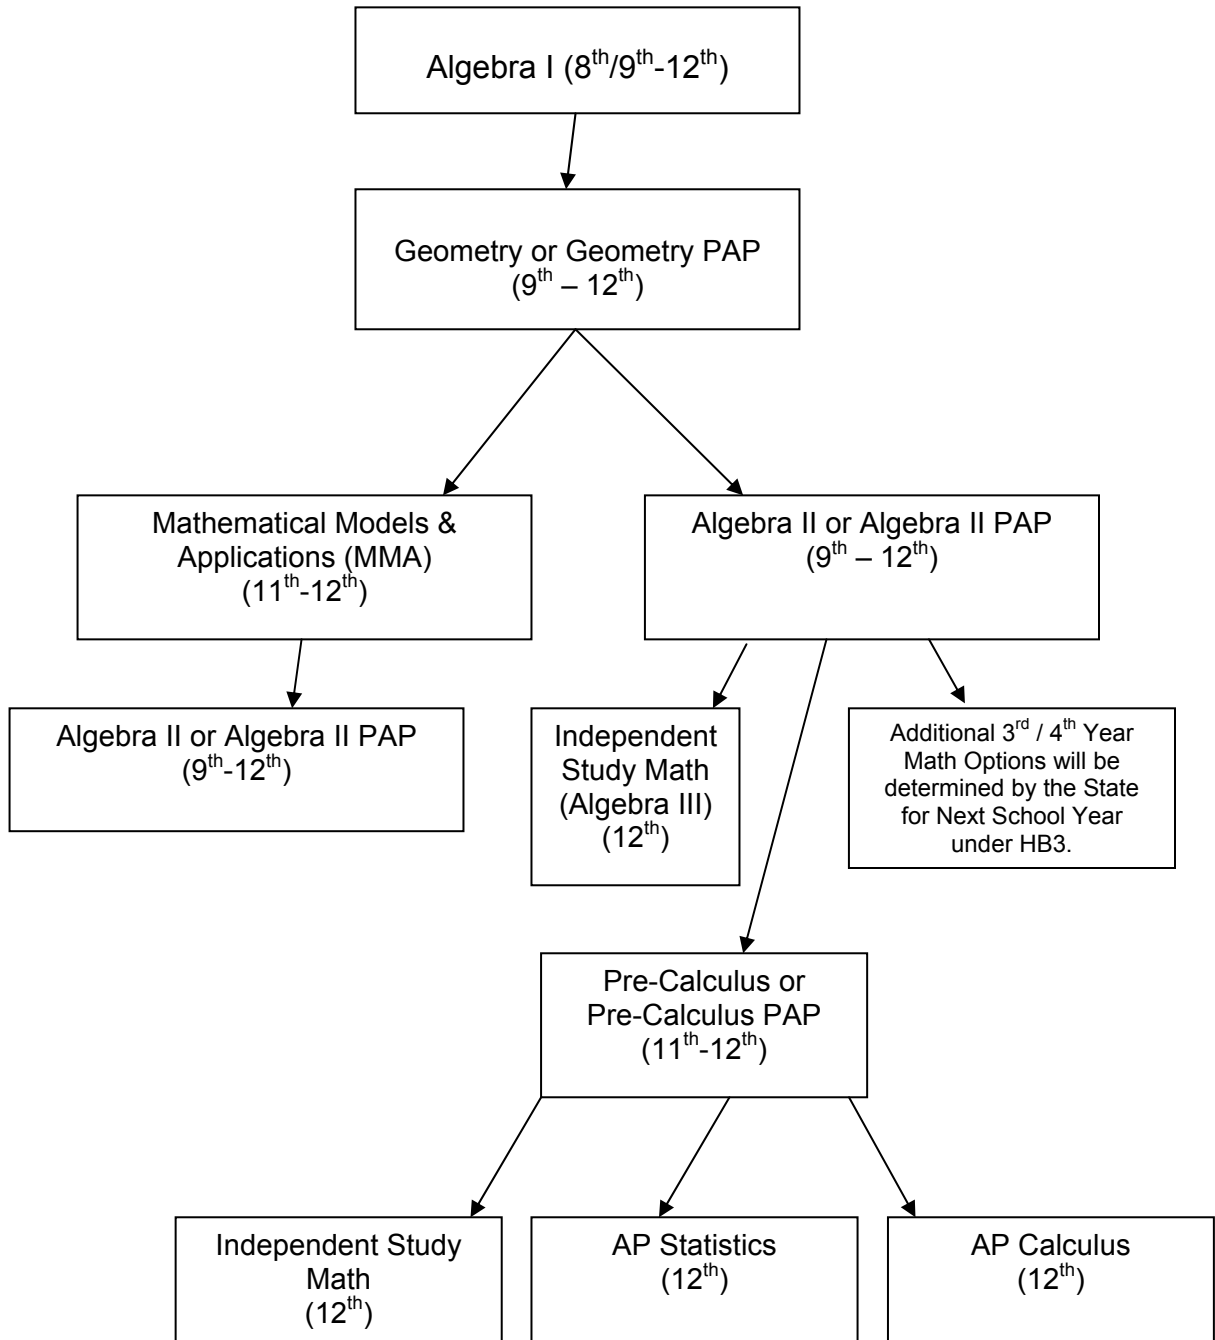 Algebra I (8th/9th-12th)
Geometry or Geometry PAP
(9th – 12th)
Mathematical Models &
Applications (MMA)
(11th-12th)
Algebra II or Algebra II PAP
(9th – 12th)
Algebra II or Algebra II PAP
(9th-12th)
Independent
Study Math
(Algebra III)
(12th)
Additional 3rd / 4th Year
Math Options will be
determined by the State
for Next School Year
under HB3.
Pre-Calculus or
Pre-Calculus PAP
(11th-12th)
Independent Study
Math
(12th)
AP Statistics
(12th)
AP Calculus
(12th)